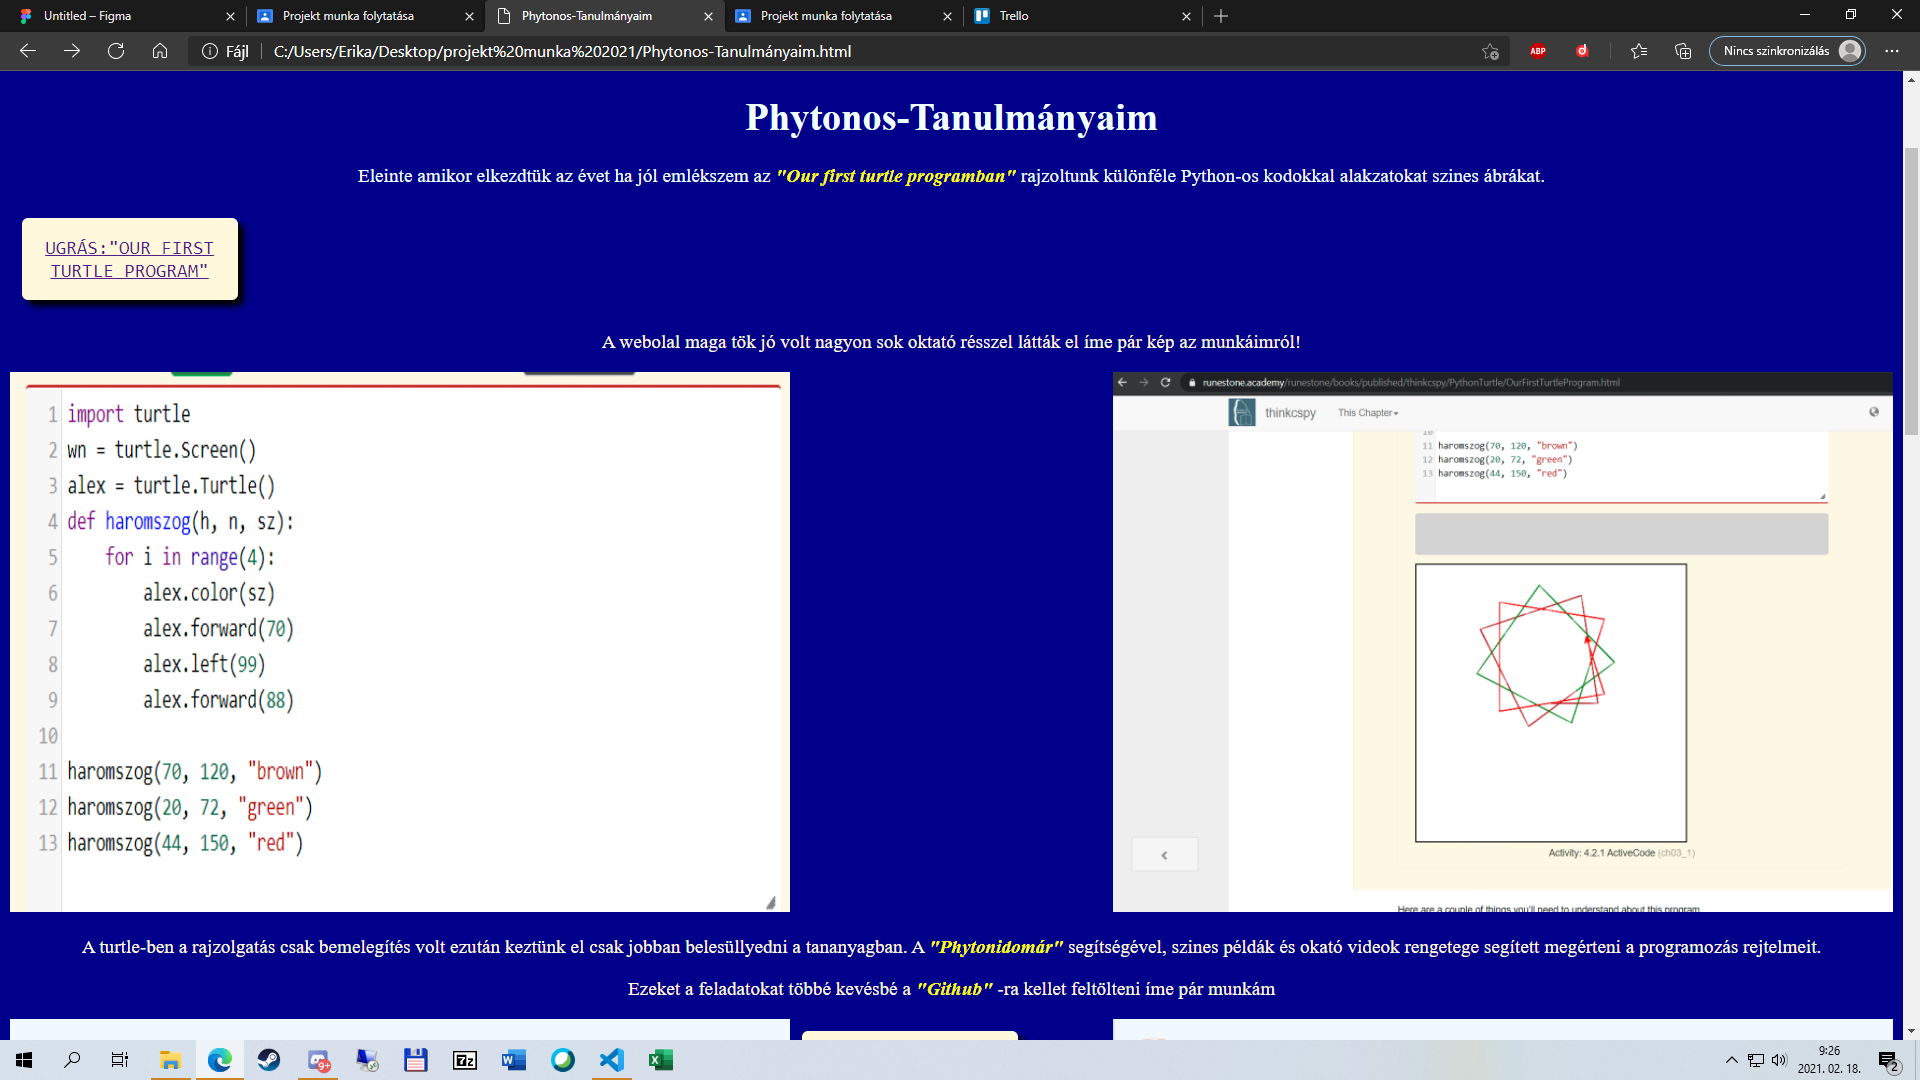 Untitled – Figma
Projekt munka folytatása
Phytonos-Tanulmányaim
Projekt munka folytatása
Trello
Fájl
C:/Users/Erika/Desktop/projekt%20munka%202021/Phytonos-Tanulmányaim.html
ABP
Nincs szinkronizálás
Phytonos-Tanulmányaim
Eleinte amikor elkezdtük az évet ha jól emlékszem az "Our first turtle programban" rajzoltunk különféle Python-os kodokkal alakzatokat szines ábrákat.
UGRÁS:"OUR FIRST
TURTLE PROGRAM"
A webolal maga tök jó volt nagyon sok oktató résszel látták el íme pár kép az munkáimról!
1 import turtle
2 wn = turtle.Screen()
3 alex = turtle.Turtle()
4 def haromszog(h, n, sz):
5 for i in range(4):
6 alex.color(sz)
7 alex.forward(70)
8 alex.left(99)
9 alex.forward(88)
10
11 haromszog(70, 120, "brown")
12 haromszog(20, 72, "green")
13 haromszog(44, 150, "red")
runestone.academy/runestone/books/published/thinkcspy/PythonTurtle/OurFirstTurtleProgram.html
thinkcspy
This Chapter
10
11 haromszog(70, 120, "brown")
12 haromszog(20, 72, "green")
13 haromszog(44, 150, "red")
Activity: 4.2.1 ActiveCode (ch03_1)
Here are a couple of things you'll need to understand about this program
A turtle-ben a rajzolgatás csak bemelegítés volt ezután keztünk el csak jobban belesüllyedni a tananyagban. A "Phytonidomár" segítségével, szines példák és okató videok rengetege segített megérteni a programozás rejtelmeit.
Ezeket a feladatokat többé kevésbé a "Github" -ra kellet feltölteni íme pár munkám
9+
7z
9:26
2021. 02. 18.
2